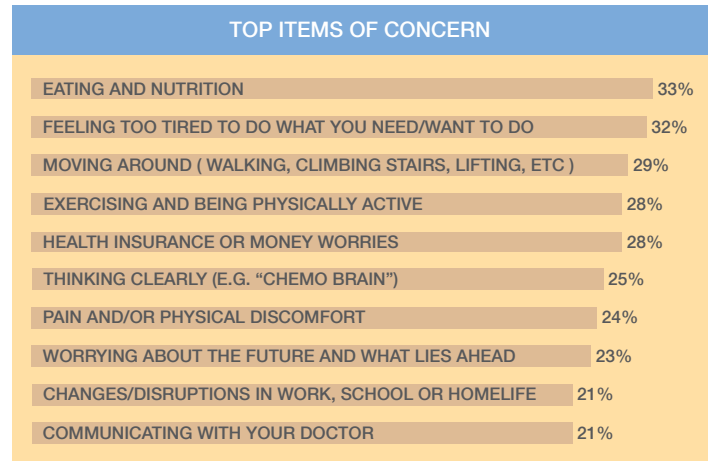 TOP ITEMS OF CONCERN
EATING AND NUTRITION 33%
FEELING TOO TIRED TO DO WHAT YOU NEED/WANT TO DO 32%
MOVING AROUND ( WALKING, CLIMBING STAIRS, LIFTING, ETC ) 29%
EXERCISING AND BEING PHYSICALLY ACTIVE 28%
HEALTH INSURANCE OR MONEY WORRIES 28%
THINKING CLEARLY (E.G. “CHEMO BRAIN”) 25%
PAIN AND/OR PHYSICAL DISCOMFORT 24%
WORRYING ABOUT THE FUTURE AND WHAT LIES AHEAD 23%
CHANGES/DISRUPTIONS IN WORK, SCHOOL OR HOMELIFE 21%
COMMUNICATING WITH YOUR DOCTOR 21%